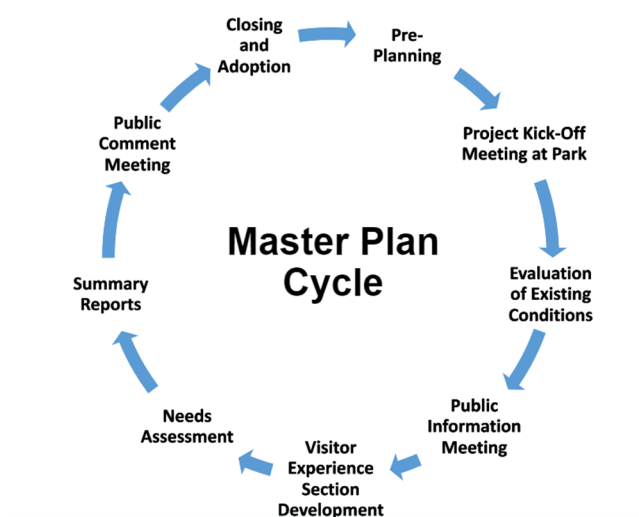 Closing
and
Adoption
Pre-
Planning
Project Kick-Off
Meeting at Park
Evaluation
of Existing
Conditions
Public
Information
Meeting
Visitor
Experience
Section
Development
Needs
Assessment
Summary
Reports
Public
Comment
Meeting
Master Plan
Cycle